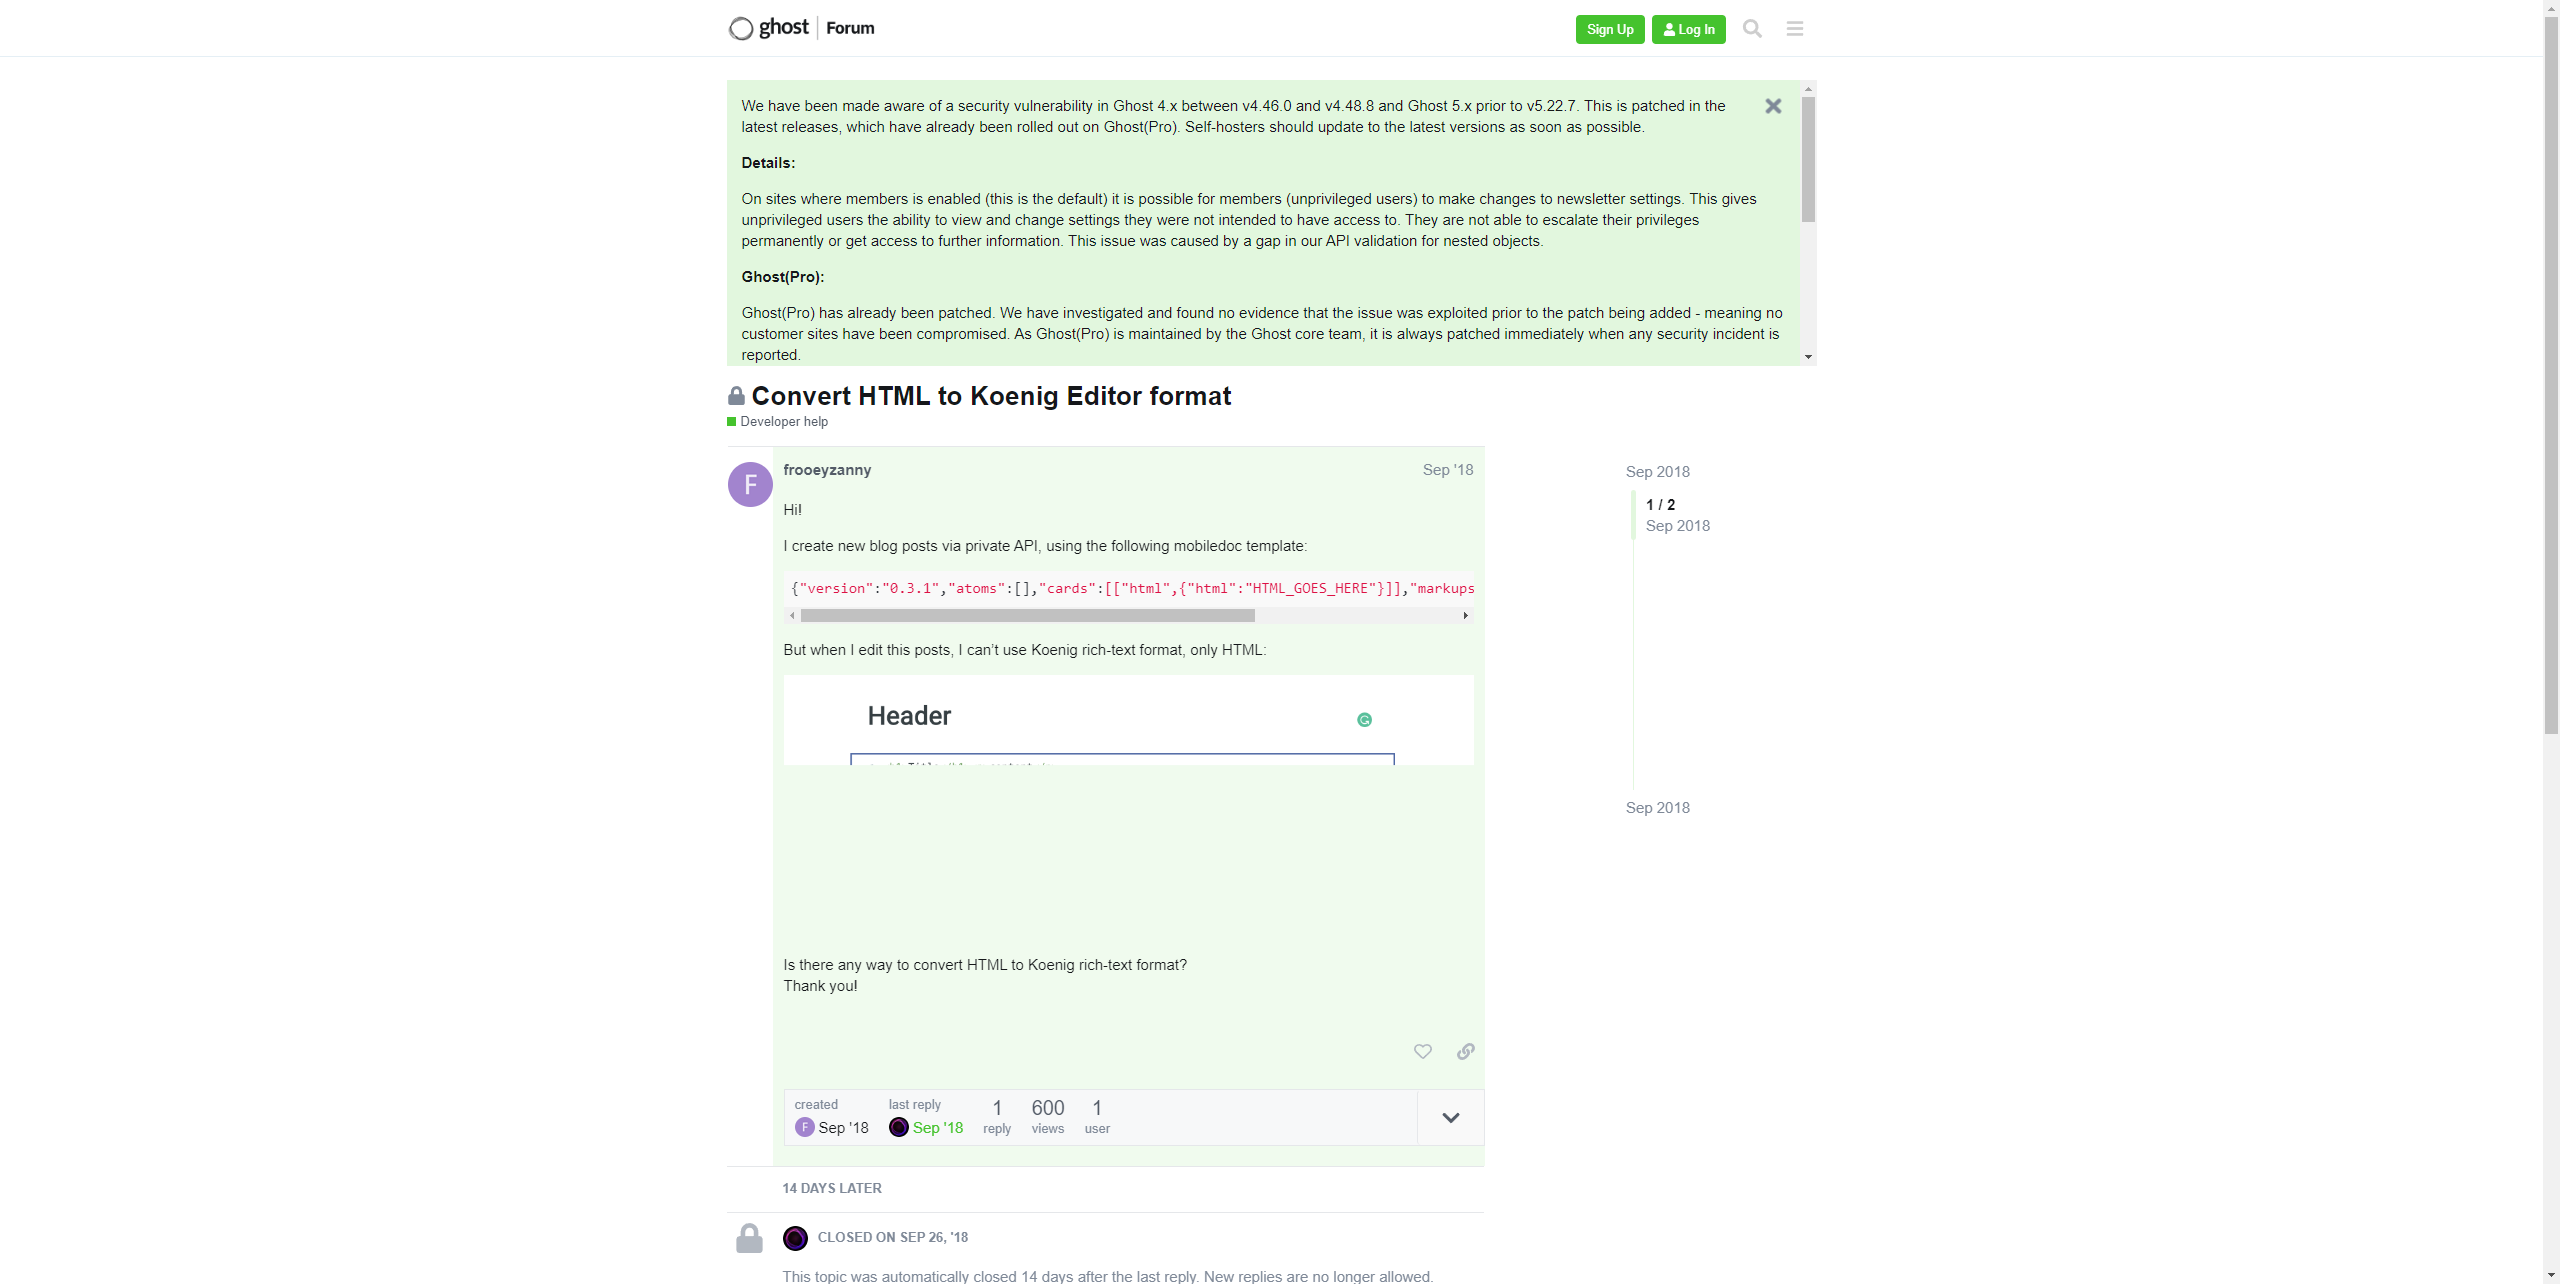 ghost Forum
Sign Up
Log In
We have been made aware of a security vulnerability in Ghost 4.x between v4.46.0 and v4.48.8 and Ghost 5.x prior to v5.22.7. This is patched in the
latest releases, which have already been rolled out on Ghost(Pro). Self-hosters should update to the latest versions as soon as possible.
Details:
On sites where members is enabled (this is the default) it is possible for members (unprivileged users) to make changes to newsletter settings. This gives
unprivileged users the ability to view and change settings they were not intended to have access to. They are not able to escalate their privileges
permanently or get access to further information. This issue was caused by a gap in our API validation for nested objects.
Ghost(Pro):
Ghost(Pro) has already been patched. We have investigated and found no evidence that the issue was exploited prior to the patch being added - meaning no
customer sites have been compromised. As Ghost(Pro) is maintained by the Ghost core team, it is always patched immediately when any security incident is
reported.
Convert HTML to Koenig Editor format
Developer help
F
frooeyzanny
Sep '18
Hi!
I create new blog posts via private API, using the following mobiledoc template:
{"version":"0.3.1","atoms":[],"cards":[["html",{"html":"HTML_GOES_HERE"}]],"markups
But when I edit this posts, I can't use Koenig rich-text format, only HTML:
Header
Is there any way to convert HTML to Koenig rich-text format?
Thank you!
created
F Sep '18
last reply
Sep '18
1
reply
600
views
1
user
Sep 2018
1 / 2
Sep 2018
Sep 2018
14 DAYS LATER
CLOSED ON SEP 26, '18
This topic was automatically closed 14 days after the last reply. New replies are no longer allowed.